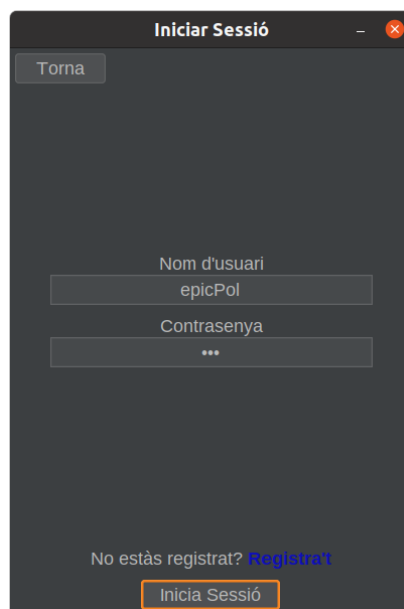 Iniciar Sessió
Torna
Nom d'usuari
epicPol
Contrasenya
•••
No estàs registrat? Registra't
Inicia Sessió